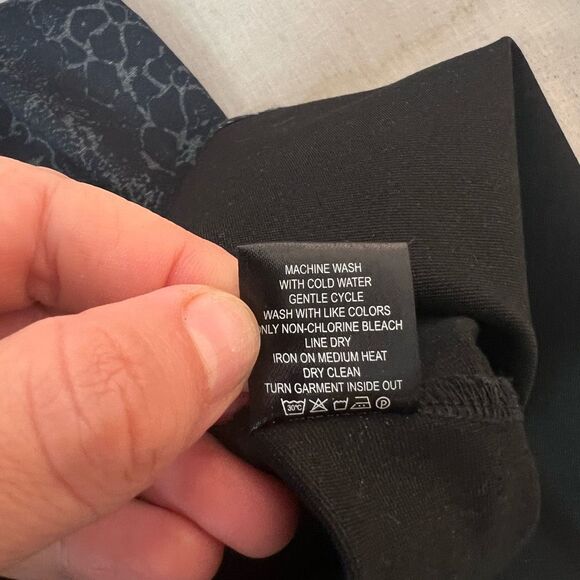 MACHINE WASH
WITH COLD WATER
GENTLE CYCLE
WASH WITH LIKE COLORS
ONLY NON-CHLORINE BLEACH
LINE DRY
IRON ON MEDIUM HEAT
DRY CLEAN
TURN GARMENT INSIDE OUT
30°C P